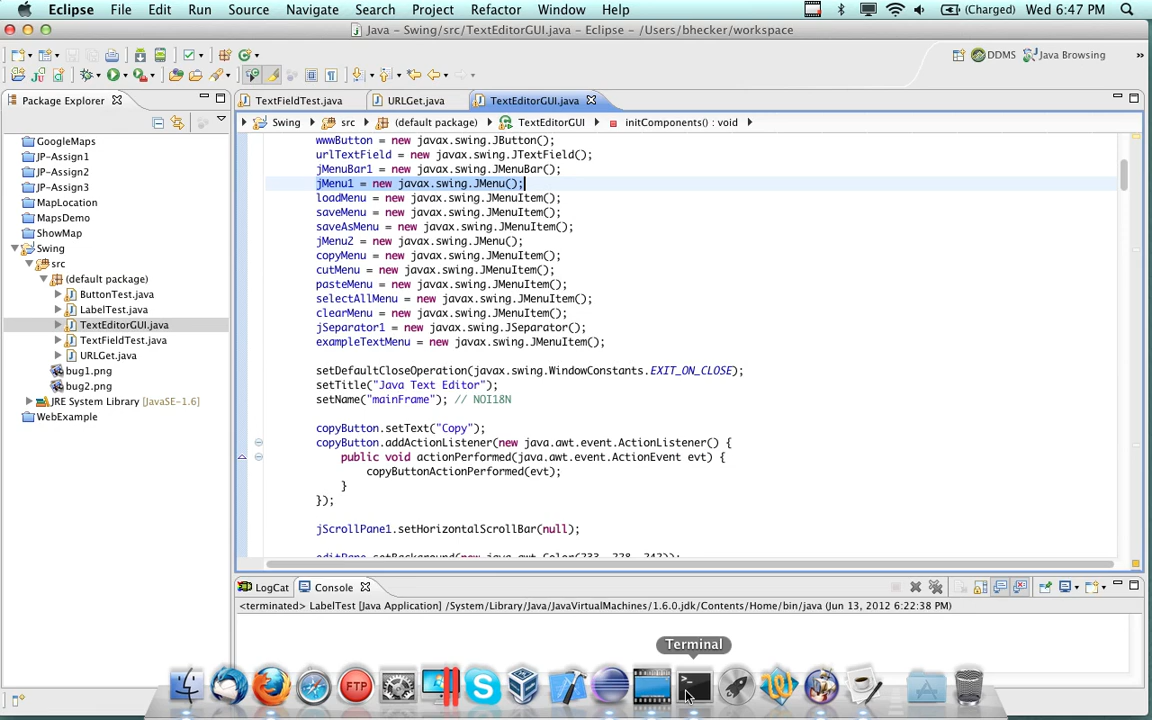 Eclipse File Edit Run Source Navigate Search Project Refactor Window Help (Charged) Wed 6:47 PM
Java - Swing/src/TextEditorGUI.java - Eclipse - /Users/bhecker/workspace
DDMS Java Browsing »
Package Explorer
TextFieldTest.java URLGet.java TextEditorGUI.java
Swing src (default package) TextEditorGUI initComponents() : void
GoogleMaps
JP-Assign1
JP-Assign2
JP-Assign3
MapLocation
MapsDemo
ShowMap
Swing
src
(default package)
ButtonTest.java
LabelTest.java
TextEditorGUI.java
TextFieldTest.java
URLGet.java
bug1.png
bug2.png
JRE System Library [JavaSE-1.6]
WebExample
wwwButton = new javax.swing.JButton();
urlTextField = new javax.swing.JTextField();
jMenuBar1 = new javax.swing.JMenuBar();
jMenu1 = new javax.swing.JMenu();
loadMenu = new javax.swing.JMenuItem();
saveMenu = new javax.swing.JMenuItem();
saveAsMenu = new javax.swing.JMenuItem();
jMenu2 = new javax.swing.JMenu();
copyMenu = new javax.swing.JMenuItem();
cutMenu = new javax.swing.JMenuItem();
pasteMenu = new javax.swing.JMenuItem();
selectAllMenu = new javax.swing.JMenuItem();
clearMenu = new javax.swing.JMenuItem();
jSeparator1 = new javax.swing.JSeparator();
exampleTextMenu = new javax.swing.JMenuItem();
setDefaultCloseOperation(javax.swing.WindowConstants.EXIT_ON_CLOSE);
setTitle("Java Text Editor");
setName("mainFrame"); // NOI18N
copyButton.setText("Copy");
copyButton.addActionListener(new java.awt.event.ActionListener() {
public void actionPerformed(java.awt.event.ActionEvent evt) {
copyButtonActionPerformed(evt);
}
});
jScrollPane1.setHorizontalScrollBar(null);
editPane.setBackground(new java.awt.Color(233, 228, 242));
LogCat Console
<terminated> LabelTest [Java Application] /System/Library/Java/JavaVirtualMachines/1.6.0.jdk/Contents/Home/bin/java (Jun 13, 2012 6:22:38 PM)
Terminal
FTP